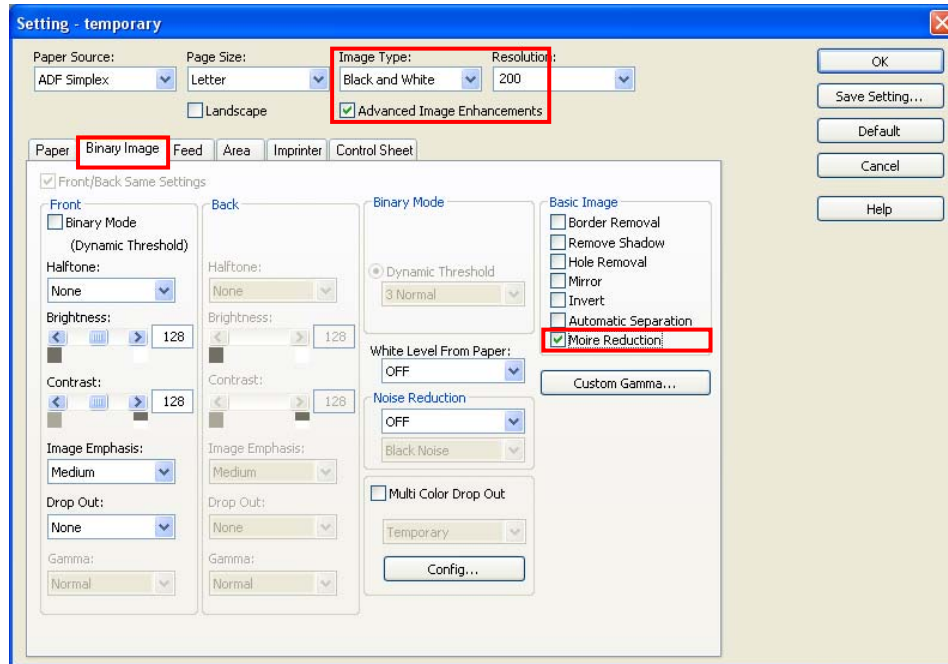 Setting - temporary
Paper Source: Page Size: Image Type: Resolution:
ADF Simplex Letter Black and White 200
Landscape Advanced Image Enhancements
OK
Save Setting...
Default
Cancel
Help
Paper Binary Image Feed Area Imprinter Control Sheet
Front/Back Same Settings
Front
Binary Mode
(Dynamic Threshold)
Halftone:
None
Brightness:
128
Contrast:
128
Image Emphasis:
Medium
Drop Out:
None
Gamma:
Normal
Back
Halftone:
None
Brightness:
128
Contrast:
128
Image Emphasis:
Medium
Drop Out:
None
Gamma:
Normal
Binary Mode
Dynamic Threshold
3 Normal
White Level From Paper:
OFF
Noise Reduction
OFF
Black Noise
Multi Color Drop Out
Temporary
Config...
Basic Image
Border Removal
Remove Shadow
Hole Removal
Mirror
Invert
Automatic Separation
Moire Reduction
Custom Gamma...